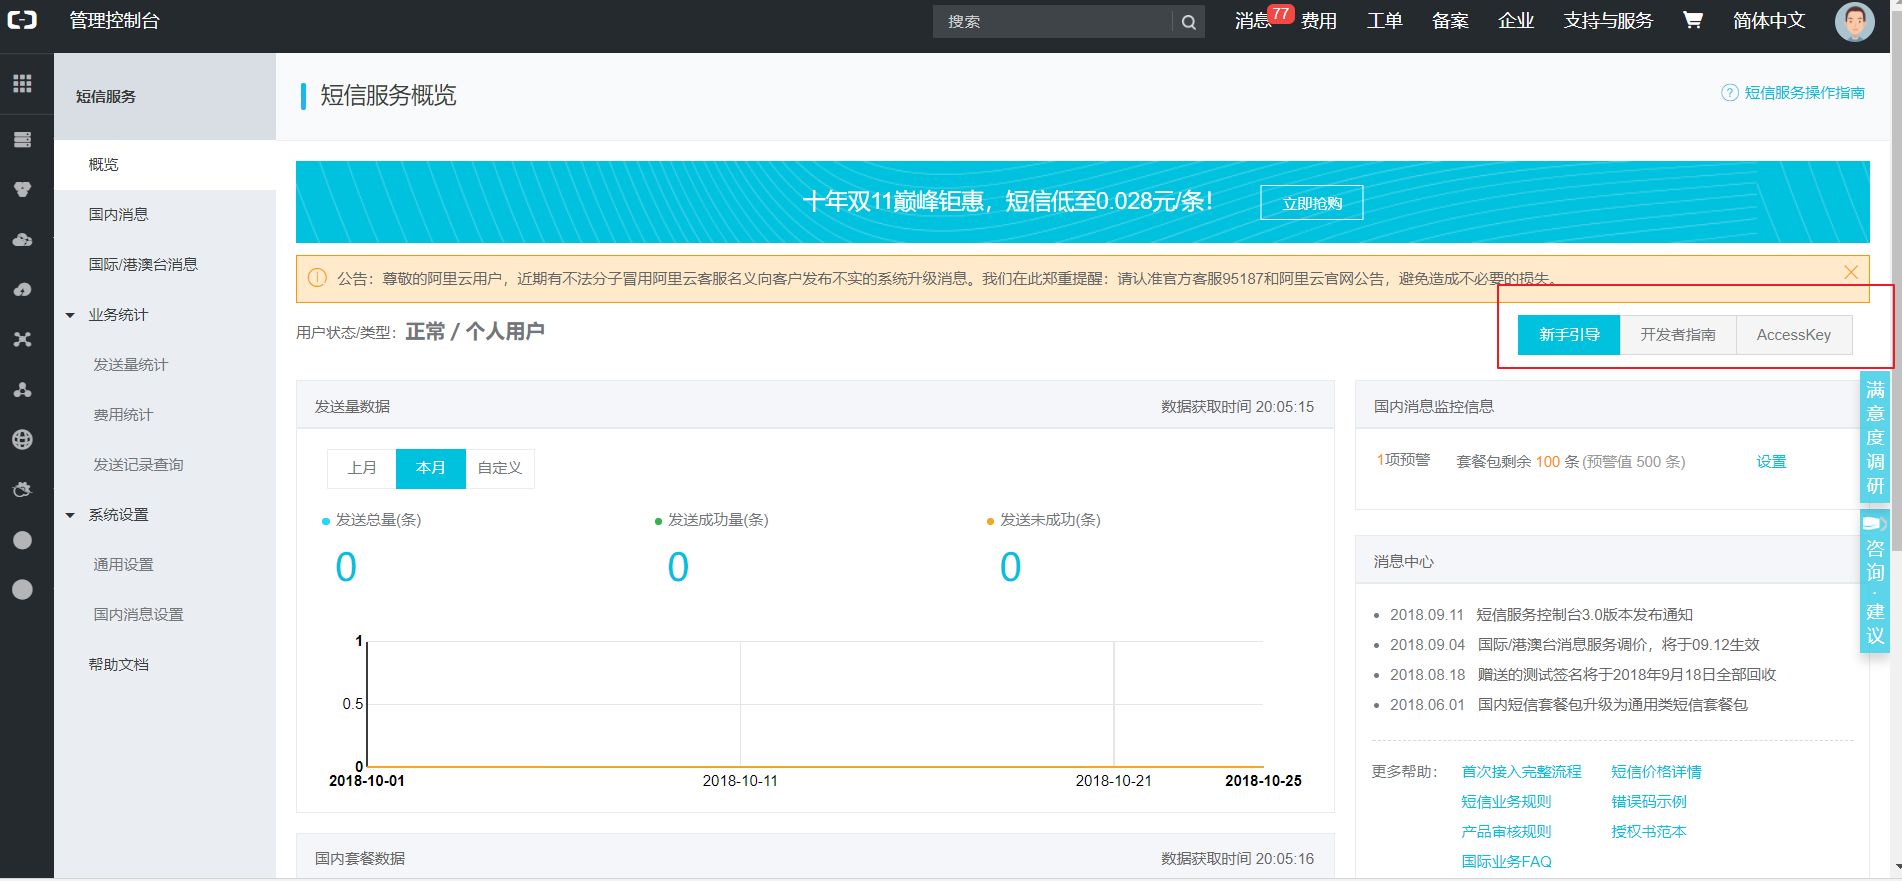 管理控制台
搜索
消息 77 费用 工单 备案 企业 支持与服务 简体中文
短信服务
概览
国内消息
国际/港澳台消息
业务统计
发送量统计
费用统计
发送记录查询
系统设置
通用设置
国内消息设置
帮助文档
短信服务概览
? 短信服务操作指南
十年双11巅峰钜惠，短信低至0.028元/条！ 立即抢购
公告：尊敬的阿里云用户，近期有不法分子冒用阿里云客服名义向客户发布不实的系统升级消息。我们在此郑重提醒：请认准官方客服95187和阿里云官网公告，避免造成不必要的损失。
用户状态/类型：正常 / 个人用户
新手引导 开发者指南 AccessKey
发送量数据 数据获取时间 20:05:15
上月 本月 自定义
发送总量(条) 发送成功量(条) 发送未成功(条)
0 0 0
1
0.5
0
2018-10-01 2018-10-11 2018-10-21 2018-10-25
国内套餐数据 数据获取时间 20:05:16
国内消息监控信息
1项预警 套餐包剩余 100 条 (预警值 500 条) 设置
消息中心
2018.09.11 短信服务控制台3.0版本发布通知
2018.09.04 国际/港澳台消息服务调价，将于09.12生效
2018.08.18 赠送的测试签名将于2018年9月18日全部回收
2018.06.01 国内短信套餐包升级为通用类短信套餐包
更多帮助： 首次接入完整流程 短信价格详情
短信业务规则 错误码示例
产品审核规则 授权书范本
国际业务FAQ
满意度调研
咨询·建议